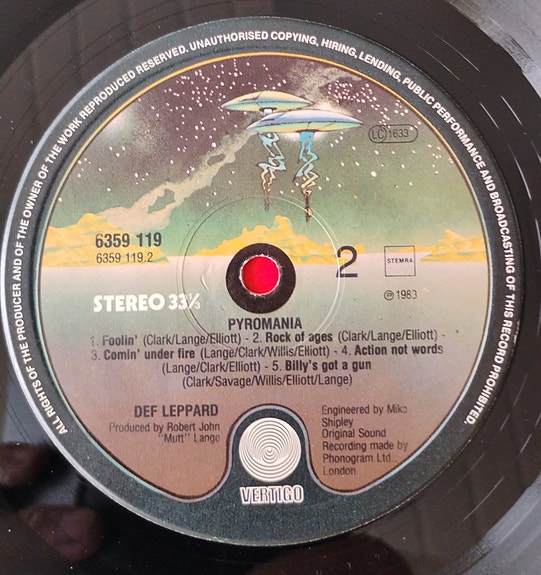 ALL RIGHTS OF THE PRODUCER AND OF THE OWNER OF THE WORK REPRODUCED RESERVED. UNAUTHORISED COPYING, HIRING, LENDING, PUBLIC PERFORMANCE AND BROADCASTING OF THIS RECORD PROHIBITED.
LC 1633
6359 119
6359 119.2
2
STEMRA
STEREO 33⅓
℗ 1983
PYROMANIA
1. Foolin' (Clark/Lange/Elliott) - 2. Rock of ages (Clark/Lange/Elliott) -
3. Comin' under fire (Lange/Clark/Willis/Elliott) - 4. Action not words
(Lange/Clark/Elliott) - 5. Billy's got a gun
(Clark/Savage/Willis/Elliott/Lange)
DEF LEPPARD
Produced by Robert John
"Mutt" Lange
Engineered by Mike
Shipley
Original Sound
Recording made by
Phonogram Ltd.,
London
VERTIGO